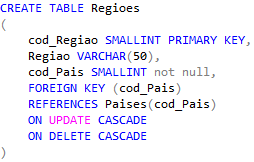 CREATE TABLE Regioes
(
cod_Regiao SMALLINT PRIMARY KEY,
Regiao VARCHAR(50),
cod_Pais SMALLINT not null,
FOREIGN KEY (cod_Pais)
REFERENCES Paises(cod_Pais)
ON UPDATE CASCADE
ON DELETE CASCADE
)